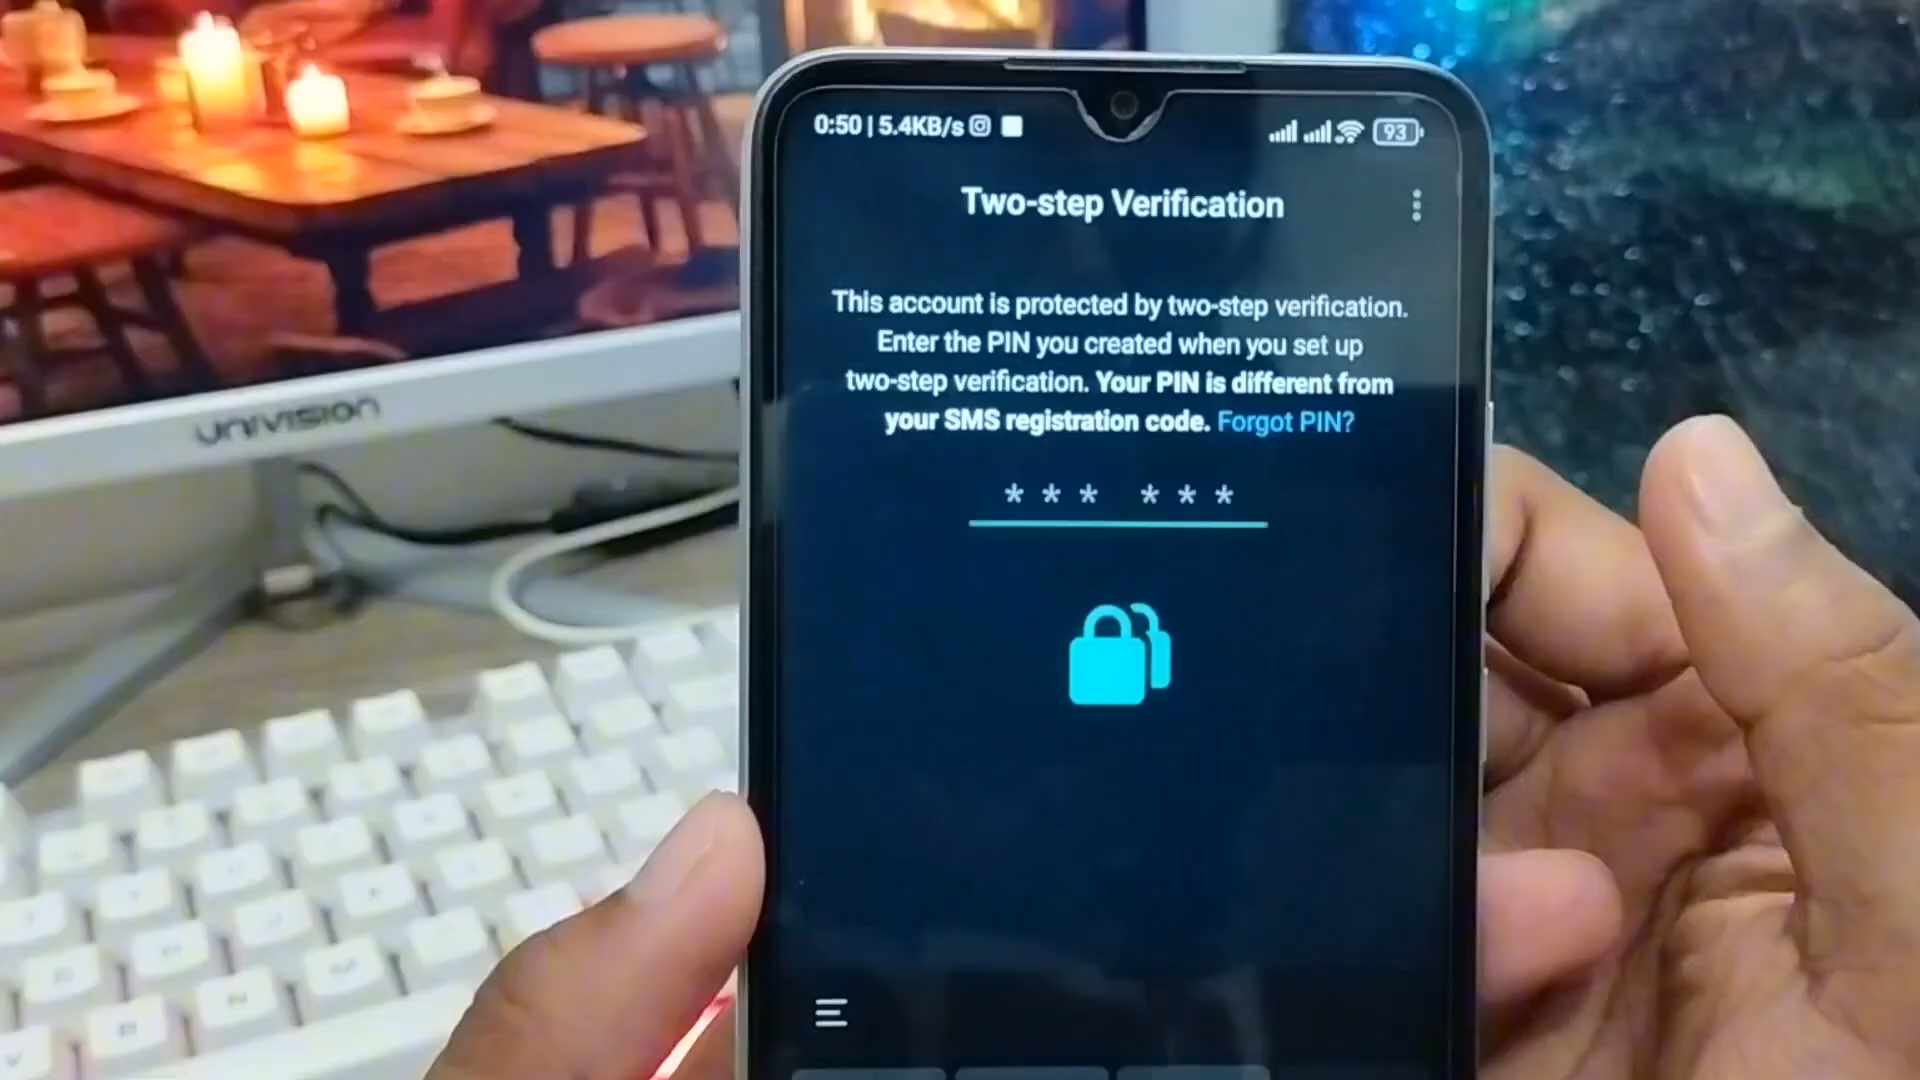 UNIVISION
0:50 | 5.4KB/s
93
Two-step Verification
This account is protected by two-step verification.
Enter the PIN you created when you set up
two-step verification. Your PIN is different from
your SMS registration code. Forgot PIN?
* * * * * *